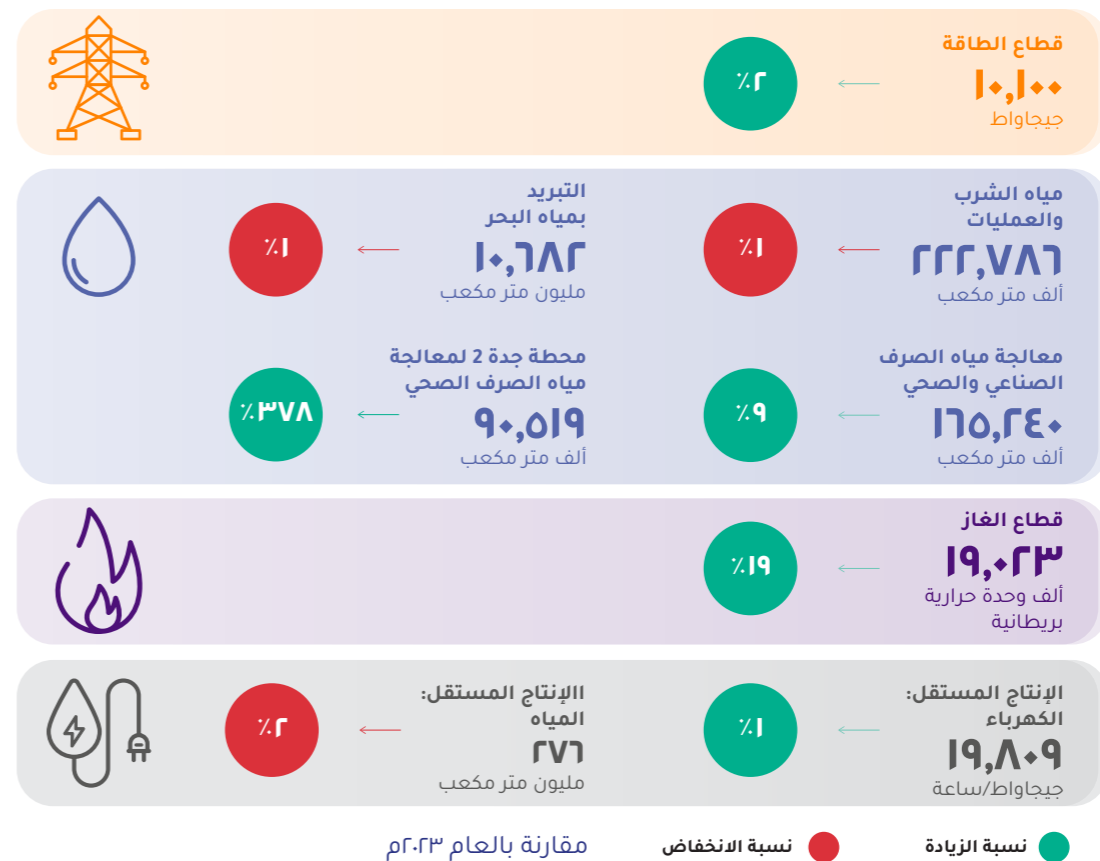 قطاع الطاقة
١٠,١٠٠
جيجاواط
٢٪
مياه الشرب
والعمليات
٢٢٢,٧٨٦
ألف متر مكعب
١٪
التبريد
بمياه البحر
١٠,٦٨٢
مليون متر مكعب
١٪
معالجة مياه الصرف
الصناعي والصحي
١٦٥,٢٤٠
ألف متر مكعب
٩٪
محطة جدة 2 لمعالجة
مياه الصرف الصحي
٩٠,٥١٩
ألف متر مكعب
٣٧٨٪
قطاع الغاز
١٩,٠٢٣
ألف وحدة حرارية
بريطانية
١٩٪
الإنتاج المستقل:
الكهرباء
١٩,٨٠٩
جيجاواط/ساعة
١٪
االإنتاج المستقل:
المياه
٢٧٦
مليون متر مكعب
٢٪
نسبة الزيادة
نسبة الانخفاض
مقارنة بالعام ٢٠٢٣م